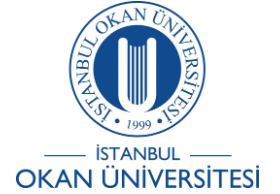 İSTANBUL OKAN ÜNİVERSİTESİ
• 1999 •
İSTANBUL
OKAN ÜNİVERSİTESİ